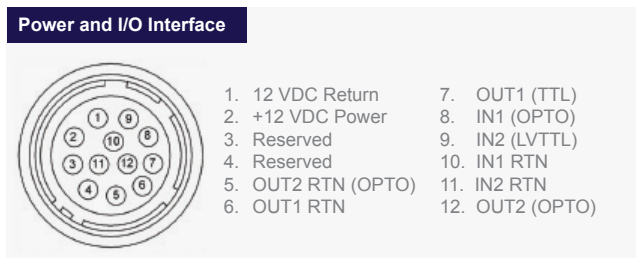 Power and I/O Interface
1. 12 VDC Return
2. +12 VDC Power
3. Reserved
4. Reserved
5. OUT2 RTN (OPTO)
6. OUT1 RTN
7. OUT1 (TTL)
8. IN1 (OPTO)
9. IN2 (LVTTL)
10. IN1 RTN
11. IN2 RTN
12. OUT2 (OPTO)
1 9
2 10 8
3 11 12 7
4 5 6